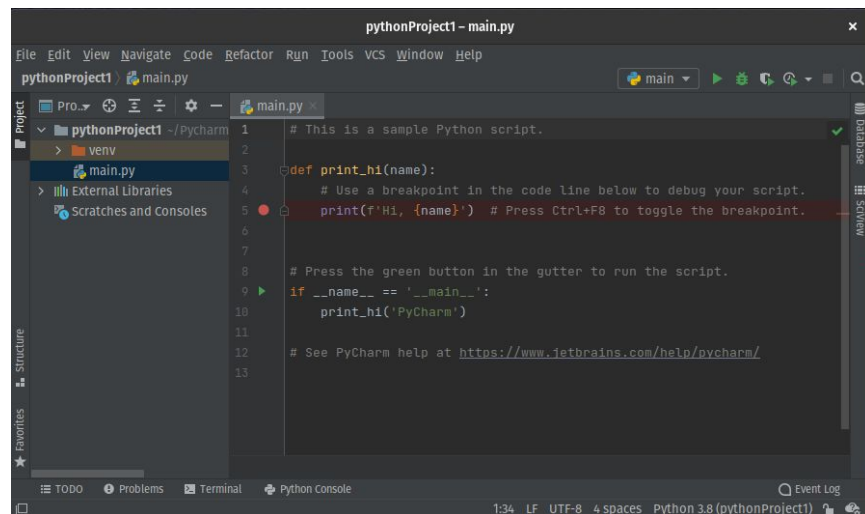 pythonProject1 – main.py
File Edit View Navigate Code Refactor Run Tools VCS Window Help
pythonProject1 main.py
main
Project
Pro..
main.py
pythonProject1 ~/Pycharm
venv
main.py
External Libraries
Scratches and Consoles
1 # This is a sample Python script.
2
3 def print_hi(name):
4 # Use a breakpoint in the code line below to debug your script.
5 print(f'Hi, {name}') # Press Ctrl+F8 to toggle the breakpoint.
6
7
8 # Press the green button in the gutter to run the script.
9 if __name__ == '__main__':
10 print_hi('PyCharm')
11
12 # See PyCharm help at https://www.jetbrains.com/help/pycharm/
13
Database
SciView
Structure
Favorites
TODO Problems Terminal Python Console Event Log
1:34 LF UTF-8 4 spaces Python 3.8 (pythonProject1)